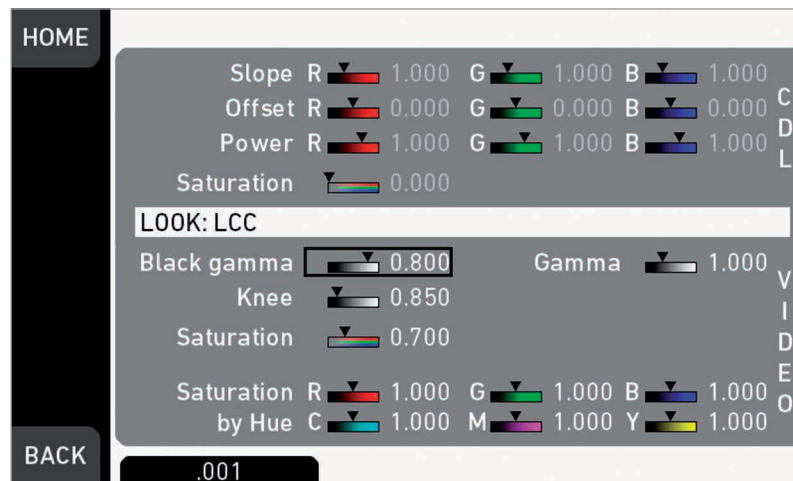 HOME
Slope R 1.000 G 1.000 B 1.000
Offset R 0.000 G 0.000 B 0.000
Power R 1.000 G 1.000 B 1.000
Saturation 0.000
CDL
LOOK: LCC
Black gamma 0.800 Gamma 1.000
Knee 0.850
Saturation 0.700
Saturation R 1.000 G 1.000 B 1.000
by Hue C 1.000 M 1.000 Y 1.000
VIDEO
BACK
.001